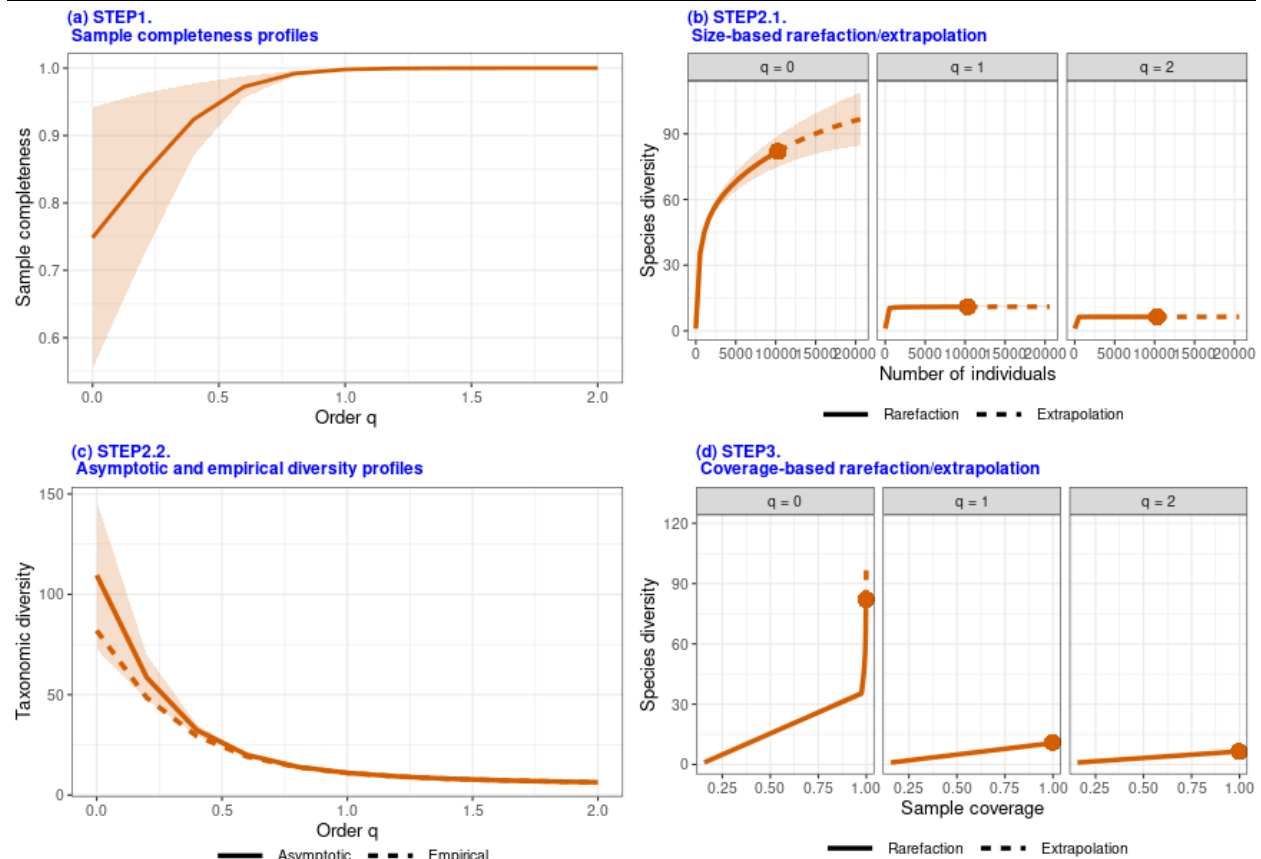 (a) STEP1.
Sample completeness profiles
1.0
0.9
0.8
0.7
0.6
Sample completeness
0.0 0.5 1.0 1.5 2.0
Order q
(b) STEP2.1.
Size-based rarefaction/extrapolation
q = 0 q = 1 q = 2
90
60
30
0
Species diversity
0 5000 10000 15000 20000 0 5000 10000 15000 20000 0 5000 10000 15000 20000
Number of individuals
Rarefaction Extrapolation
(c) STEP2.2.
Asymptotic and empirical diversity profiles
150
100
50
0
Taxonomic diversity
0.0 0.5 1.0 1.5 2.0
Order q
Asymptotic Empirical
(d) STEP3.
Coverage-based rarefaction/extrapolation
q = 0 q = 1 q = 2
120
90
60
30
0
Species diversity
0.25 0.50 0.75 1.00 0.25 0.50 0.75 1.00 0.25 0.50 0.75 1.00
Sample coverage
Rarefaction Extrapolation